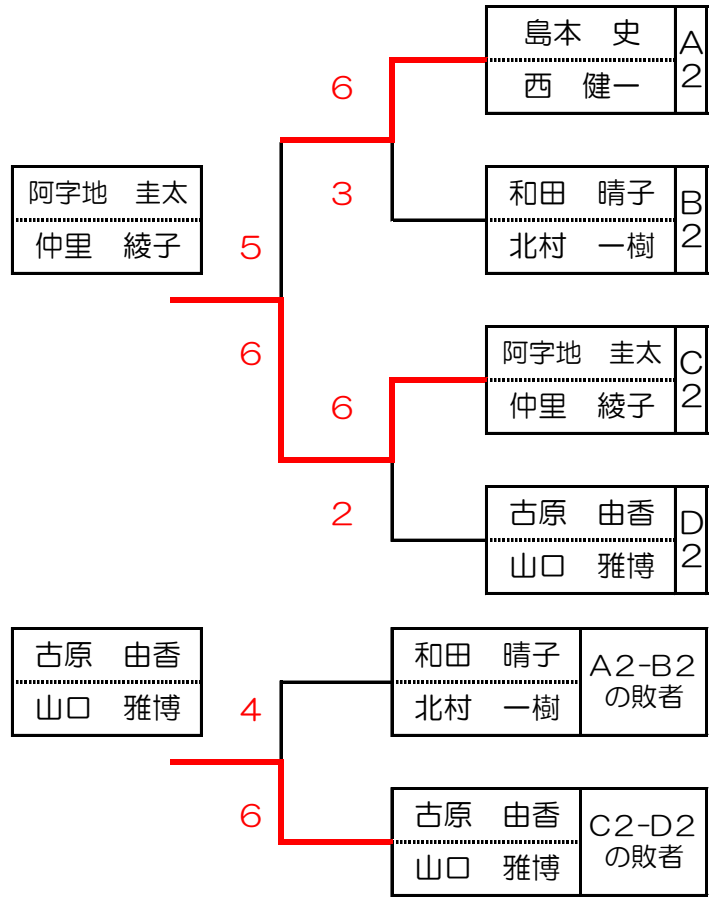 島本　史
西　健一
A2
6
3
和田　晴子
北村　一樹
B2
阿字地　圭太
仲里　綾子
5
6
阿字地　圭太
仲里　綾子
C2
6
2
古原　由香
山口　雅博
D2
古原　由香
山口　雅博
4
6
和田　晴子
北村　一樹
A2-B2
の敗者
古原　由香
山口　雅博
C2-D2
の敗者